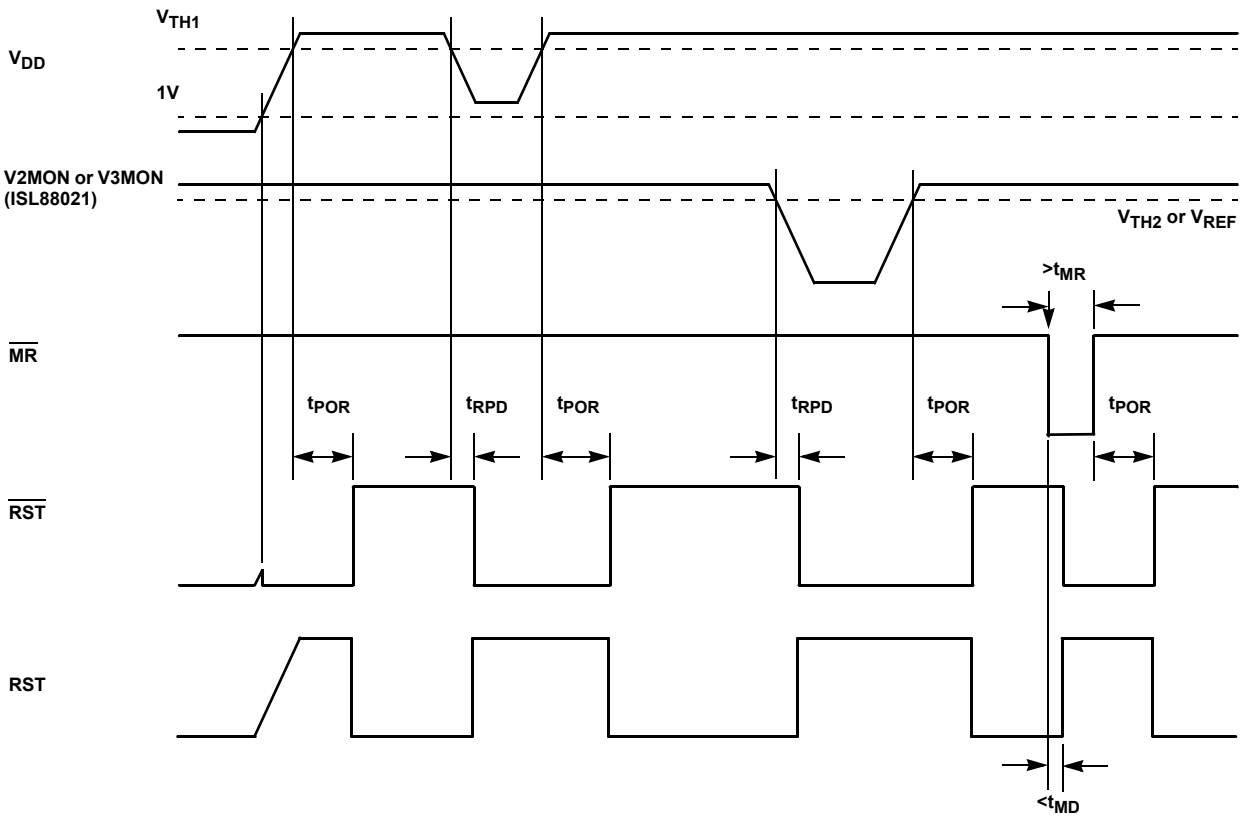 VTH1
VDD
1V
V2MON or V3MON
(ISL88021)
VTH2 or VREF
>tMR
MR
tPOR tRPD tPOR tRPD tPOR tPOR
RST
RST
<tMD